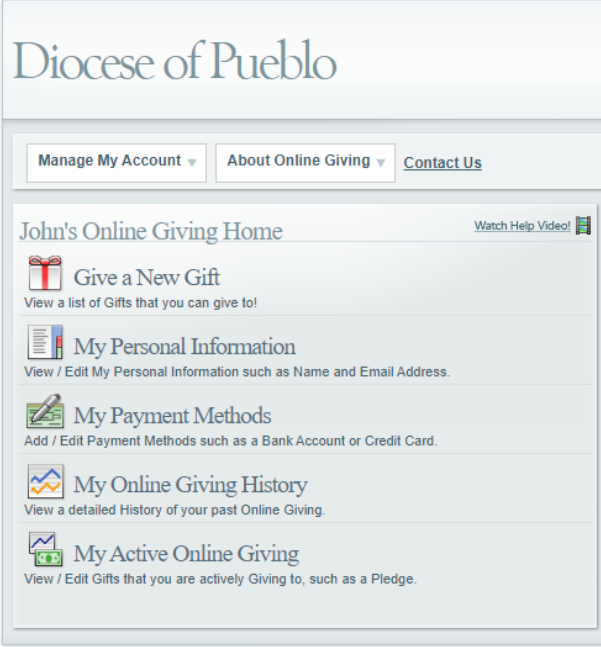 Diocese of Pueblo
Manage My Account
About Online Giving
Contact Us
John's Online Giving Home
Watch Help Video!
Give a New Gift
View a list of Gifts that you can give to!
My Personal Information
View / Edit My Personal Information such as Name and Email Address.
My Payment Methods
Add / Edit Payment Methods such as a Bank Account or Credit Card.
My Online Giving History
View a detailed History of your past Online Giving.
My Active Online Giving
View / Edit Gifts that you are actively Giving to, such as a Pledge.